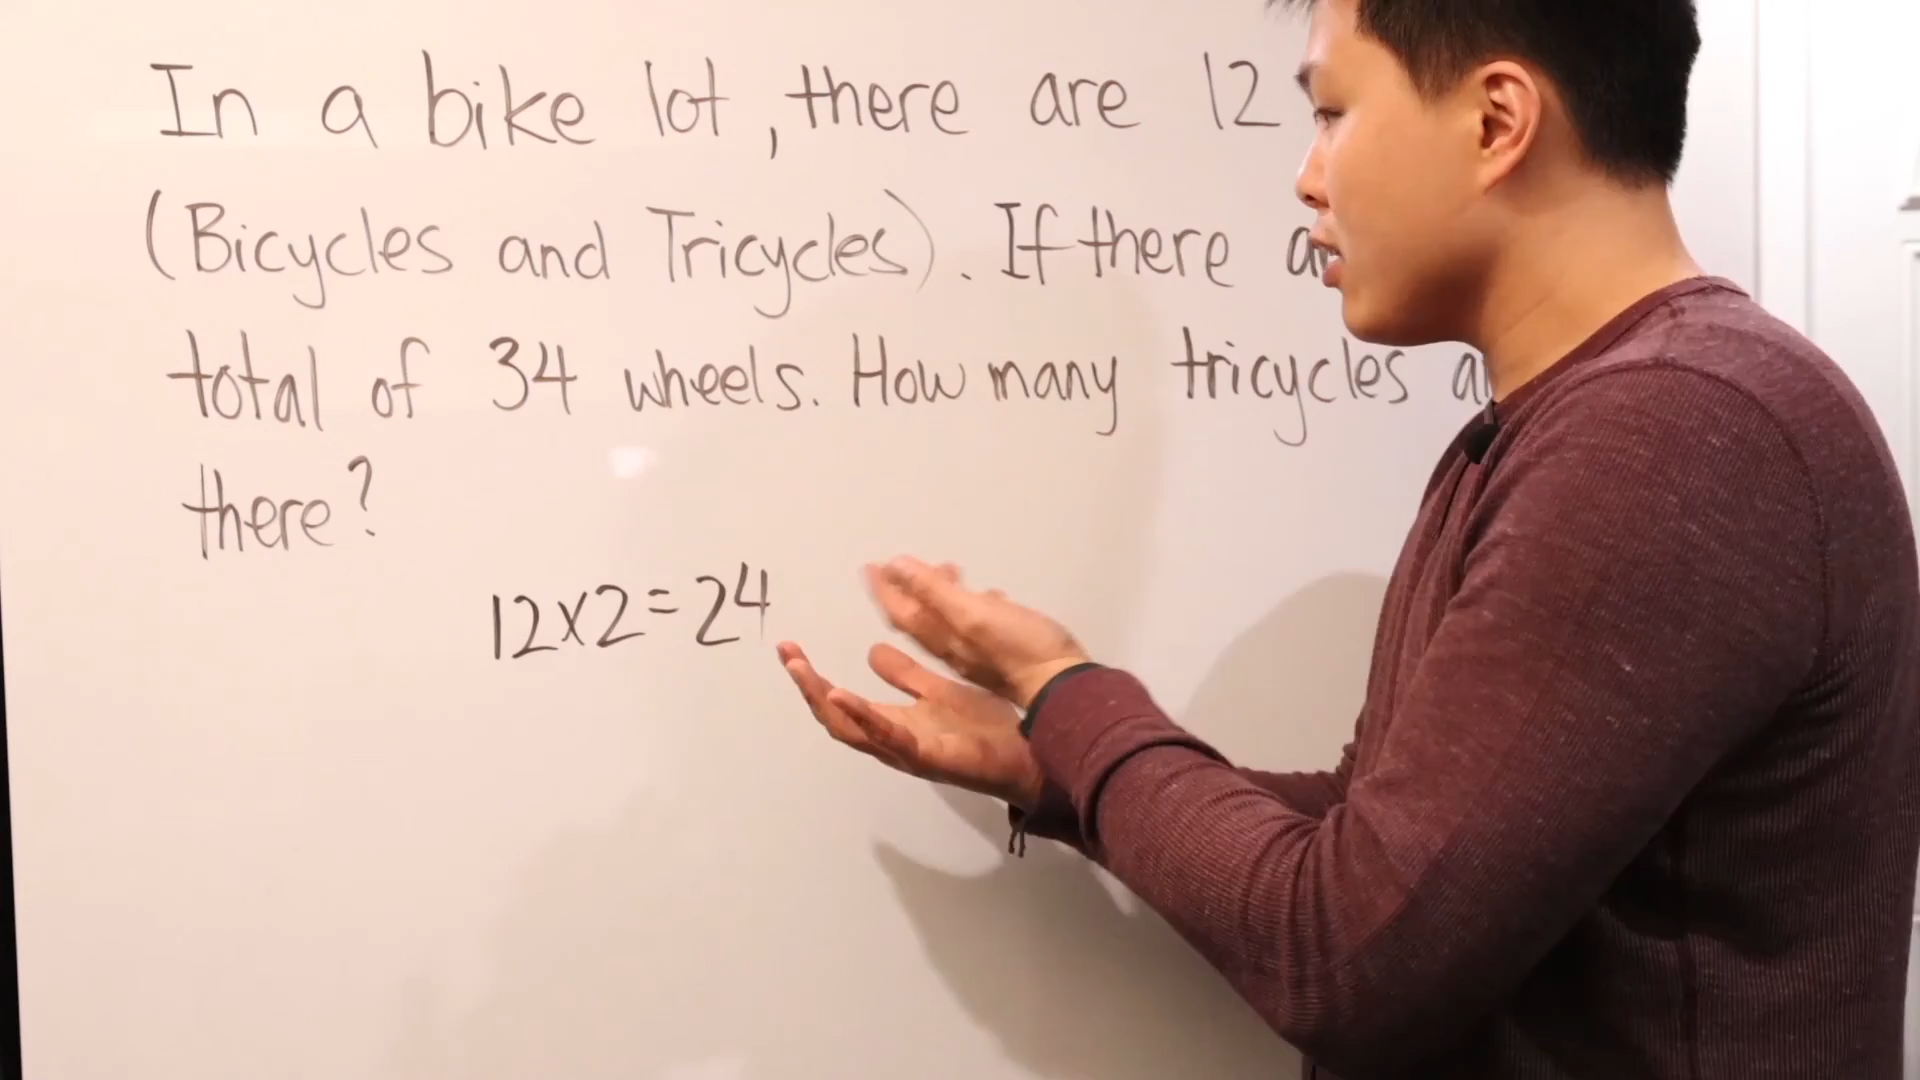 In a bike lot, there are 12
(Bicycles and Tricycles). If there
total of 34 wheels. How many tricycles
there?
12x2=24